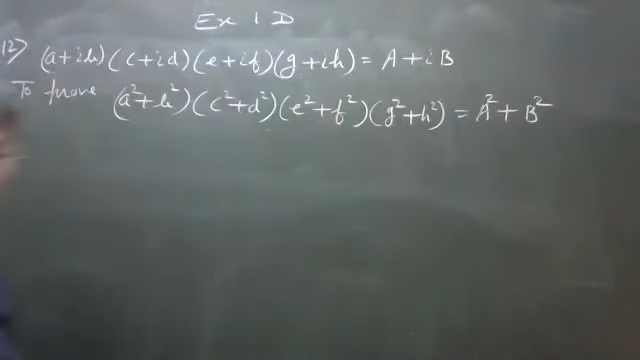 Ex 1 D
12) (a+ib)(c+id)(e+if)(g+ih) = A+iB
To prove (a²+b²)(c²+d²)(e²+f²)(g²+h²) = A²+B²